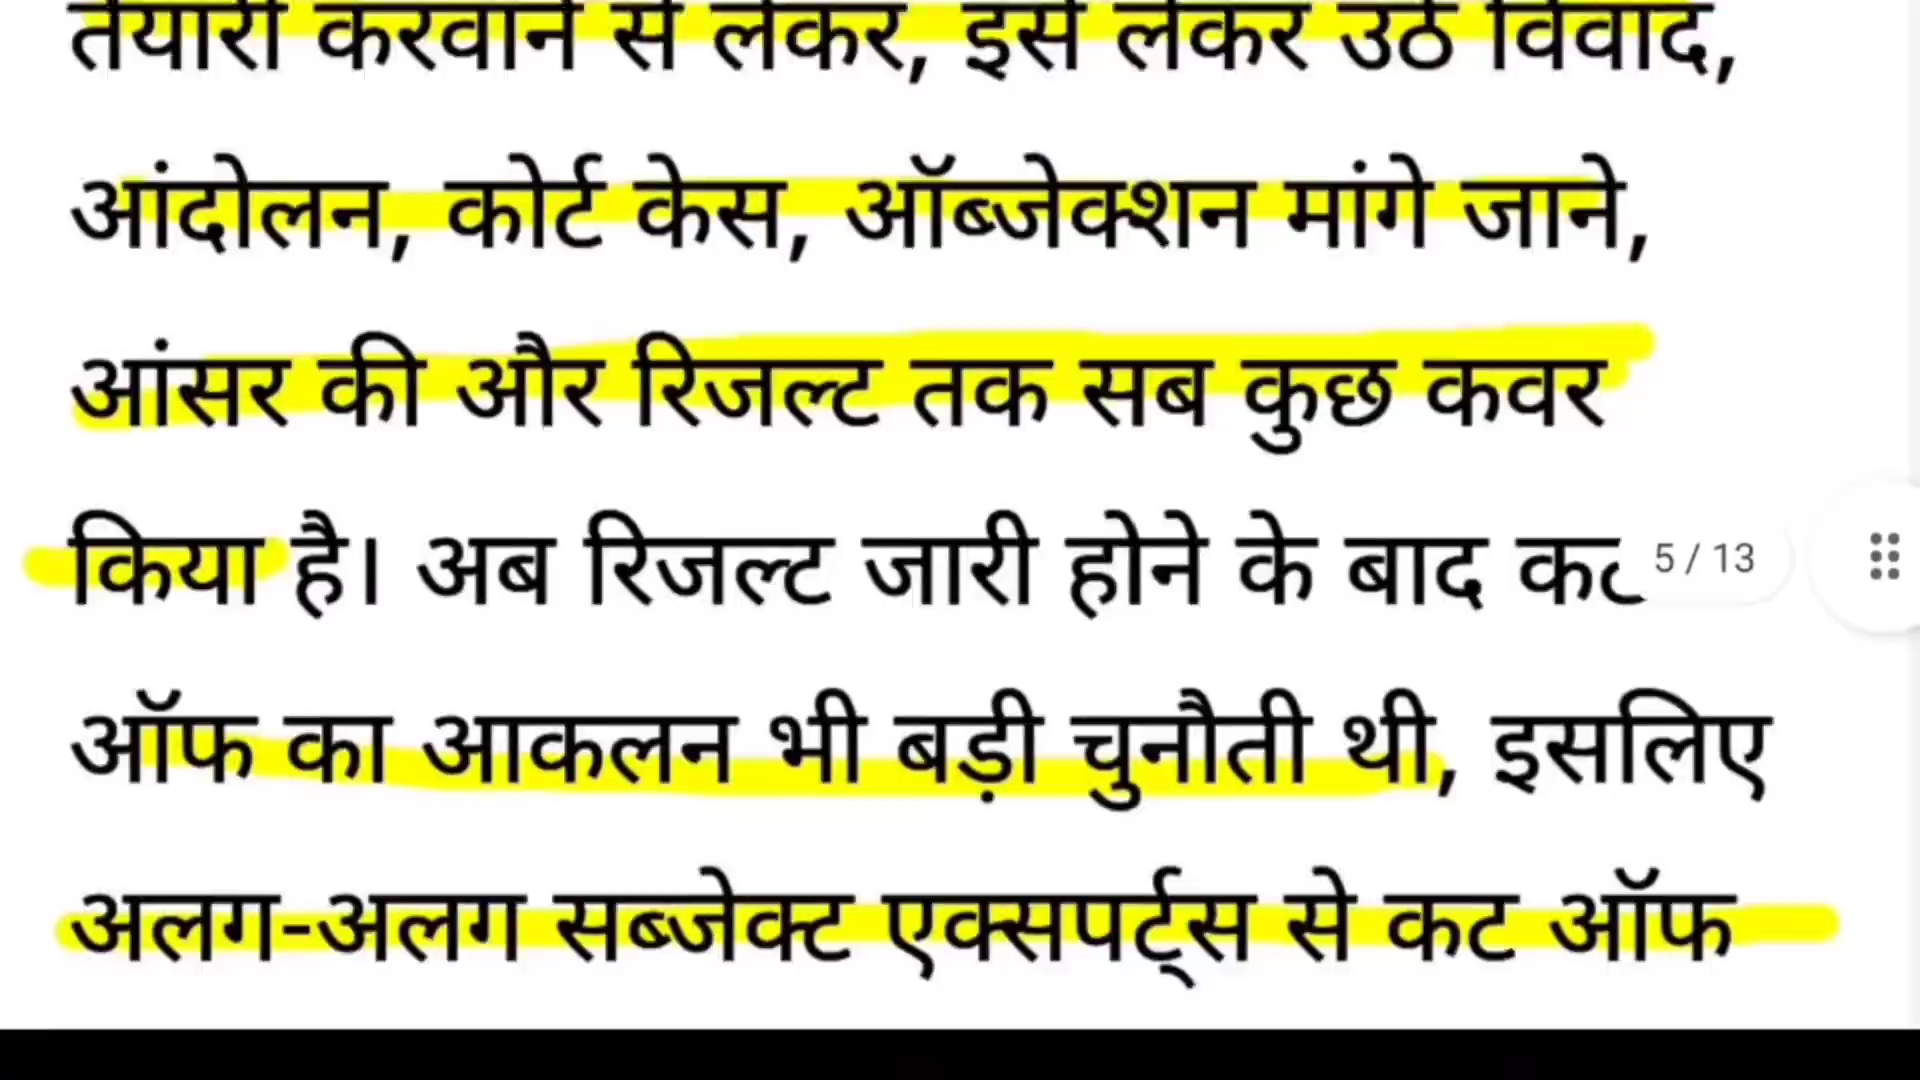 तैयारी करवाने से लेकर, इसे लेकर उठे विवाद,
आंदोलन, कोर्ट केस, ऑब्जेक्शन मांगे जाने,
आंसर की और रिजल्ट तक सब कुछ कवर
किया है। अब रिजल्ट जारी होने के बाद कट 5 / 13
ऑफ का आकलन भी बड़ी चुनौती थी, इसलिए
अलग-अलग सब्जेक्ट एक्सपर्ट्स से कट ऑफ